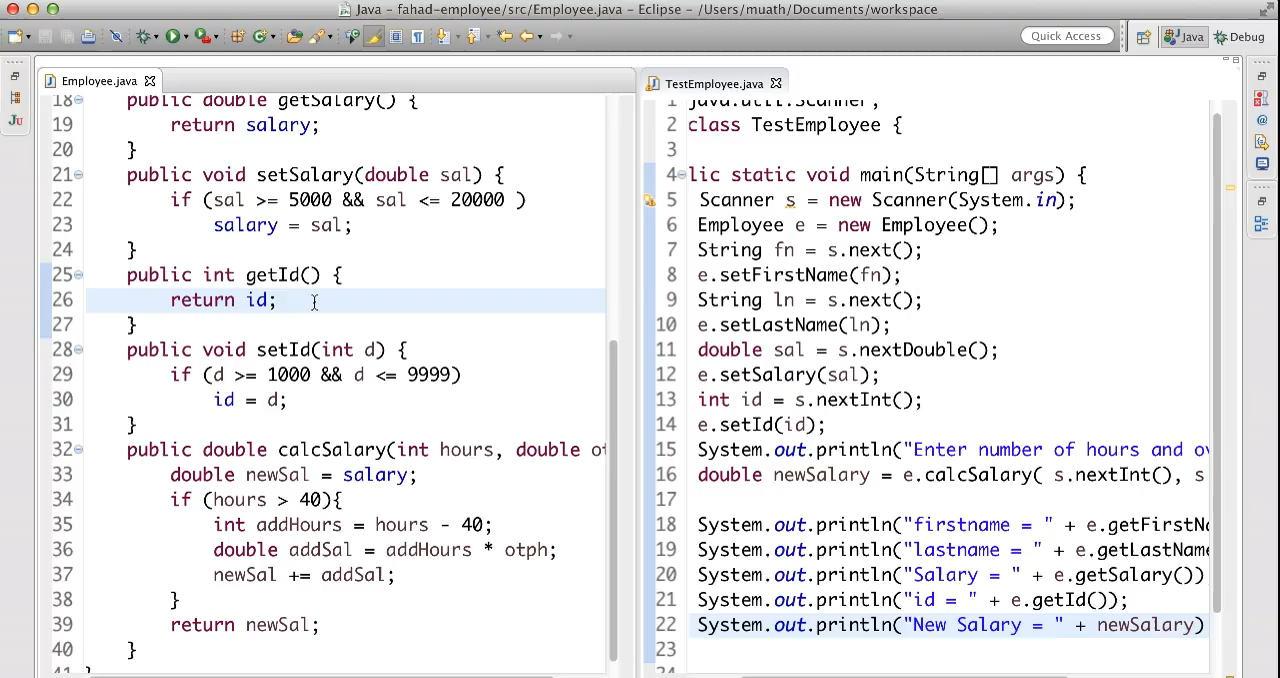 Java - fahad-employee/src/Employee.java - Eclipse - /Users/muath/Documents/workspace
Quick Access
Java
Debug
Employee.java
18 public double getSalary() {
19 return salary;
20 }
21 public void setSalary(double sal) {
22 if (sal >= 5000 && sal <= 20000 )
23 salary = sal;
24 }
25 public int getId() {
26 return id;
27 }
28 public void setId(int d) {
29 if (d >= 1000 && d <= 9999)
30 id = d;
31 }
32 public double calcSalary(int hours, double ot
33 double newSal = salary;
34 if (hours > 40){
35 int addHours = hours - 40;
36 double addSal = addHours * otph;
37 newSal += addSal;
38 }
39 return newSal;
40 }
41 }
TestEmployee.java
1 java.util.Scanner;
2 class TestEmployee {
3
4 lic static void main(String[] args) {
5 Scanner s = new Scanner(System.in);
6 Employee e = new Employee();
7 String fn = s.next();
8 e.setFirstName(fn);
9 String ln = s.next();
10 e.setLastName(ln);
11 double sal = s.nextDouble();
12 e.setSalary(sal);
13 int id = s.nextInt();
14 e.setId(id);
15 System.out.println("Enter number of hours and ov
16 double newSalary = e.calcSalary( s.nextInt(), s
17
18 System.out.println("firstname = " + e.getFirstNa
19 System.out.println("lastname = " + e.getLastName
20 System.out.println("Salary = " + e.getSalary())
21 System.out.println("id = " + e.getId());
22 System.out.println("New Salary = " + newSalary)
23
24